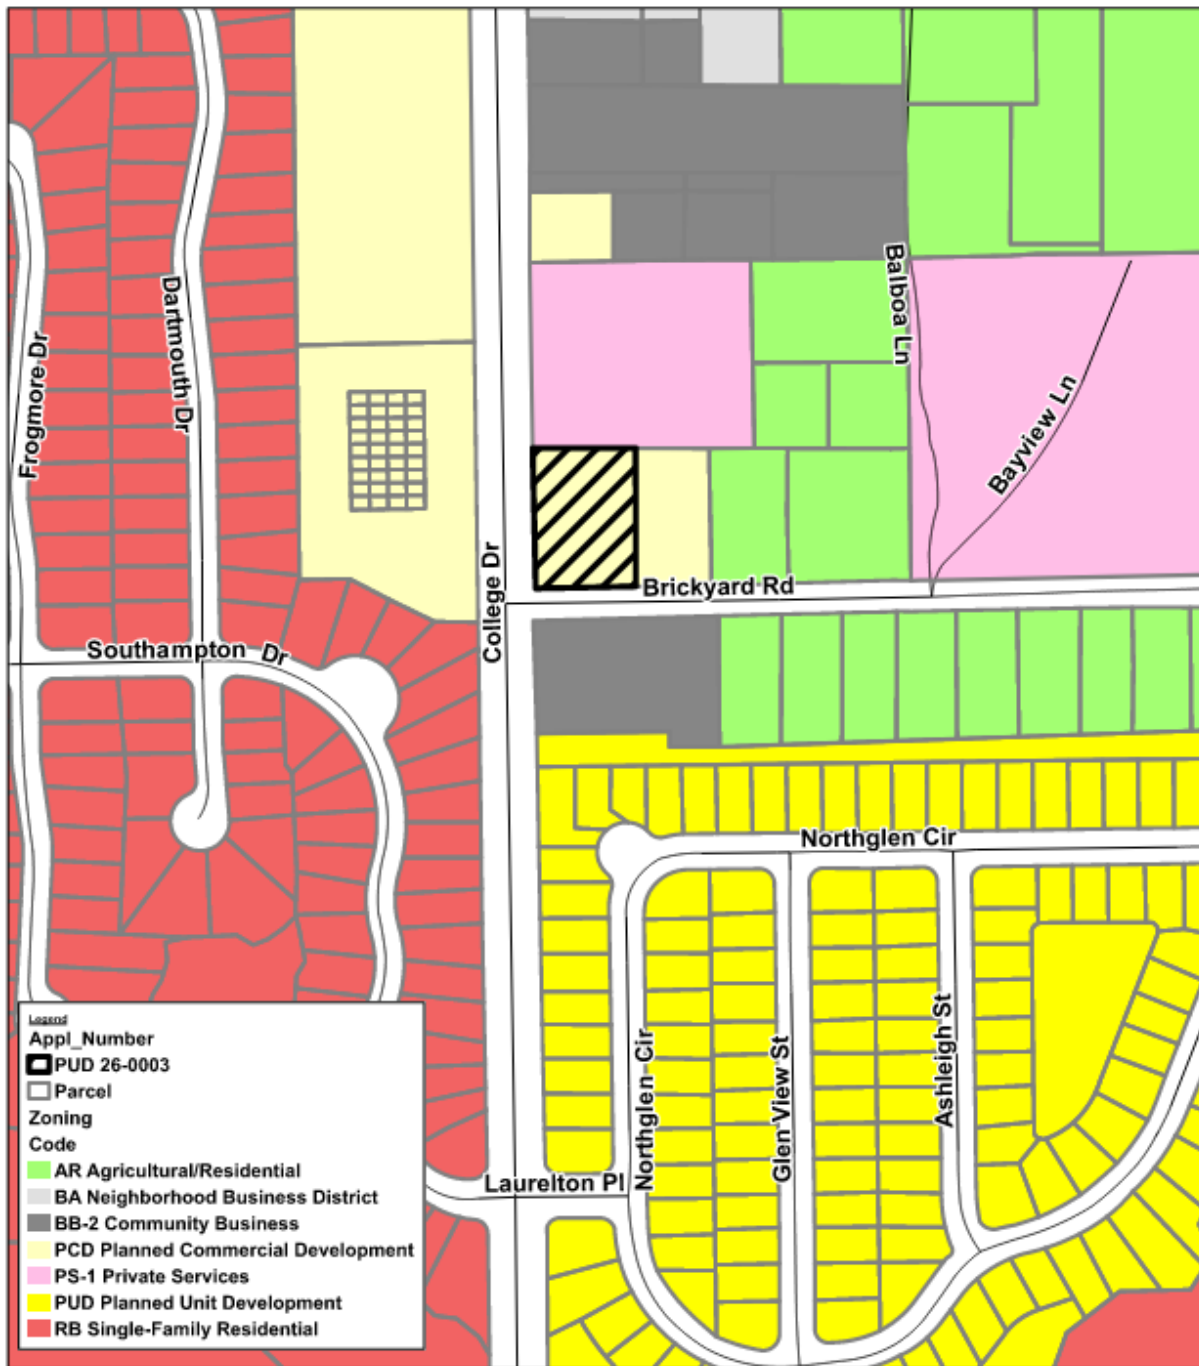 Balboa Ln
Dartmouth Dr
Frogmore Dr
Bayview Ln
College Dr
Brickyard Rd
Southampton Dr
Northglen Cir
Northglen Cir
Glen View St
Ashleigh St
Laurelton Pl
Legend
Appl_Number
PUD 26-0003
Parcel
Zoning
Code
AR Agricultural/Residential
BA Neighborhood Business District
BB-2 Community Business
PCD Planned Commercial Development
PS-1 Private Services
PUD Planned Unit Development
RB Single-Family Residential